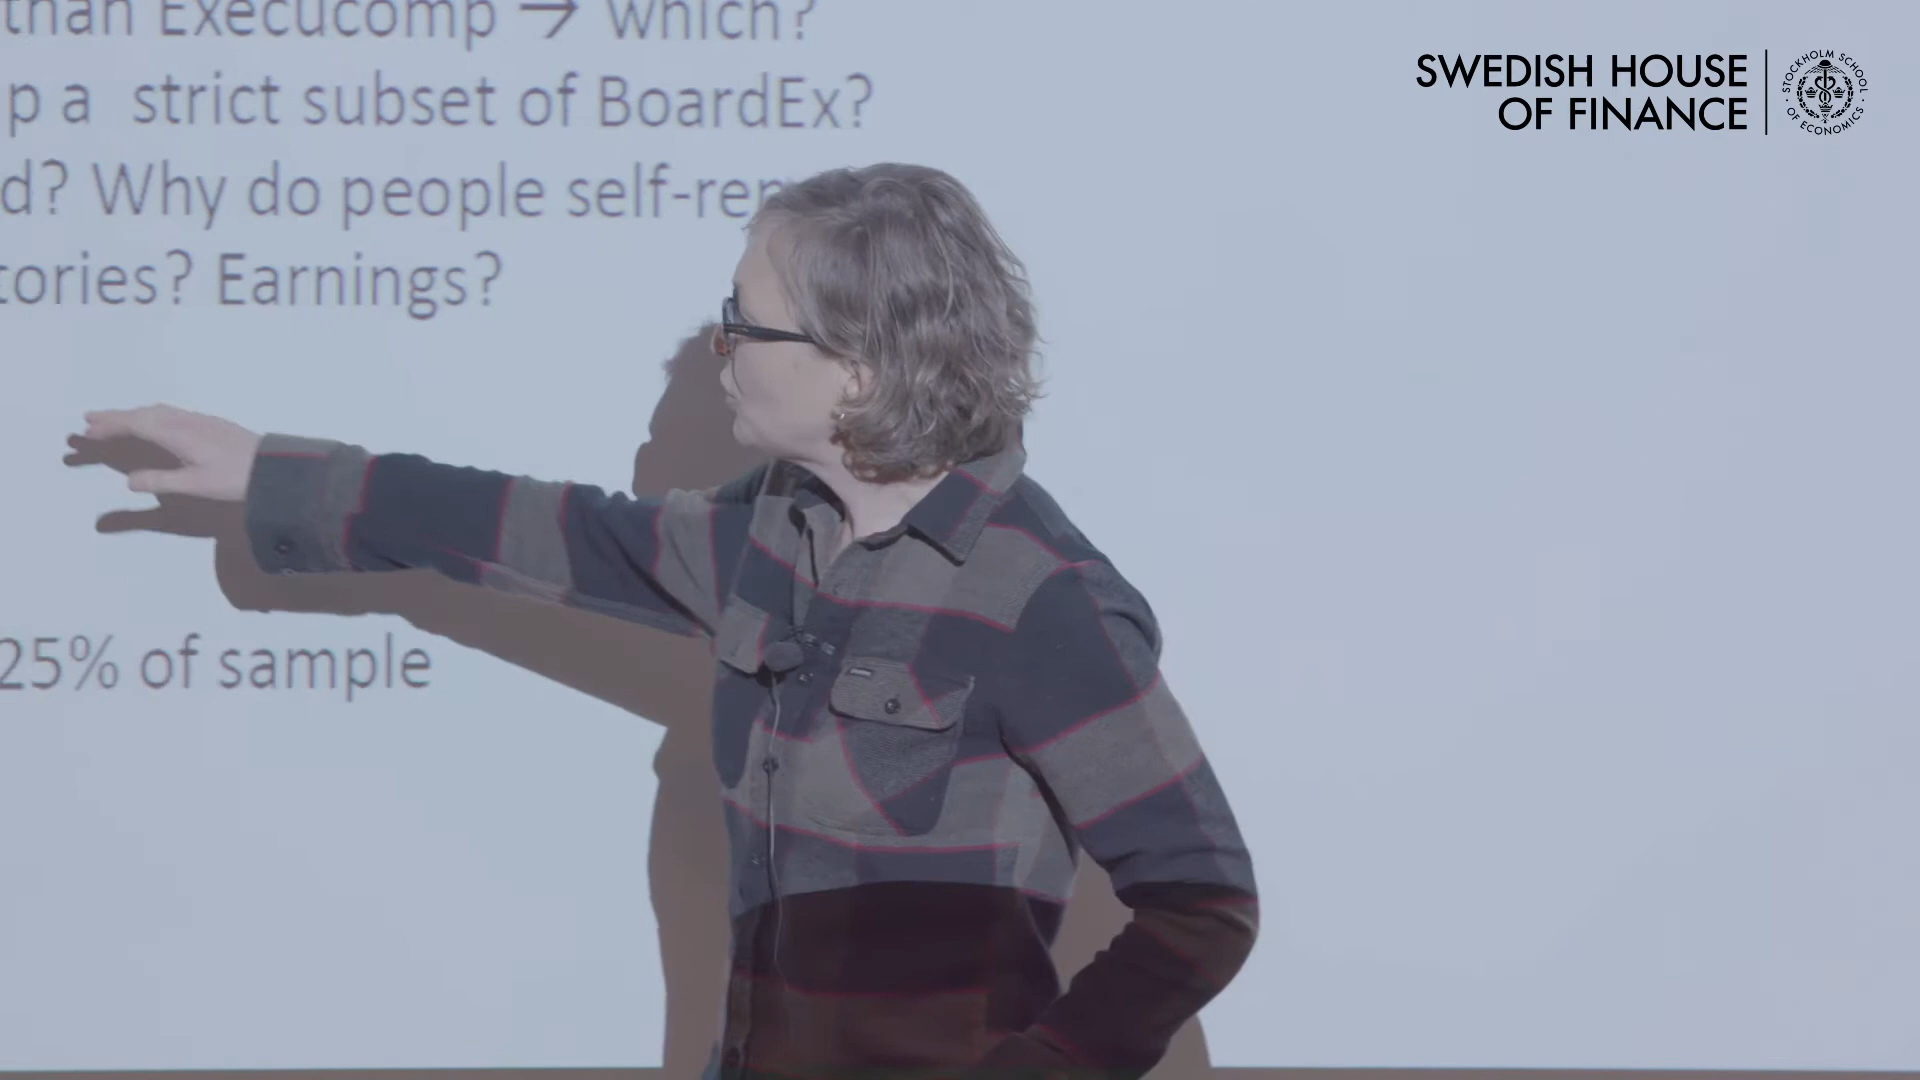 than Execucomp → Which?
p a strict subset of BoardEx?
d? Why do people self-rep
tories? Earnings?
25% of sample
SWEDISH HOUSE
OF FINANCE
STOCKHOLM SCHOOL
OF ECONOMICS